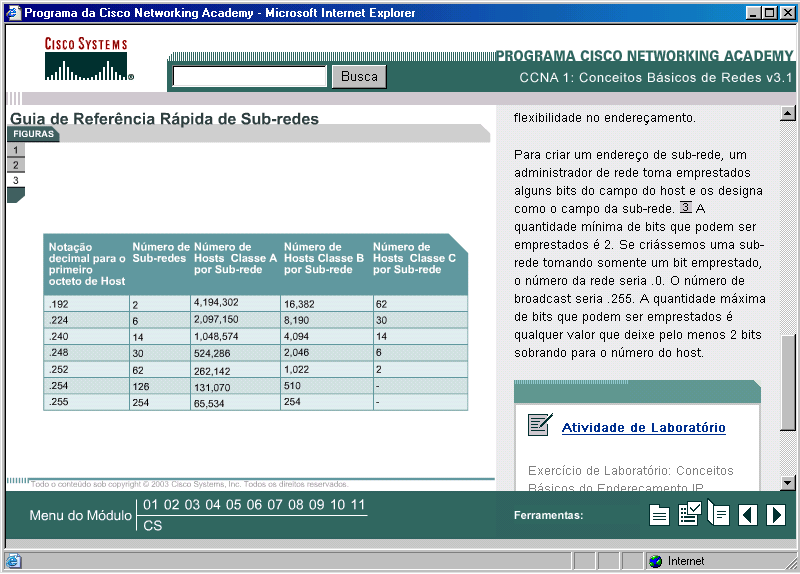 Programa da Cisco Networking Academy - Microsoft Internet Explorer
CISCO SYSTEMS
PROGRAMA CISCO NETWORKING ACADEMY
Busca
CCNA 1: Conceitos Básicos de Redes v3.1
Guia de Referência Rápida de Sub-redes
FIGURAS
1
2
3
Notação decimal para o primeiro octeto de Host | Número de Sub-redes | Número de Hosts Classe A por Sub-rede | Número de Hosts Classe B por Sub-rede | Número de Hosts Classe C por Sub-rede
.192 2 4,194,302 16,382 62
.224 6 2,097,150 8,190 30
.240 14 1,048,574 4,094 14
.248 30 524,286 2,046 6
.252 62 262,142 1,022 2
.254 126 131,070 510 -
.255 254 65,534 254 -
flexibilidade no endereçamento.
Para criar um endereço de sub-rede, um
administrador de rede toma emprestados
alguns bits do campo do host e os designa
como o campo da sub-rede. 3 A
quantidade mínima de bits que podem ser
emprestados é 2. Se criássemos uma sub-
rede tomando somente um bit emprestado,
o número da rede seria .0. O número de
broadcast seria .255. A quantidade máxima
de bits que podem ser emprestados é
qualquer valor que deixe pelo menos 2 bits
sobrando para o número do host.
Atividade de Laboratório
Exercício de Laboratório: Conceitos
Básicos do Endereçamento IP
Todo o conteúdo sob copyright © 2003 Cisco Systems, Inc. Todos os direitos reservados.
Menu do Módulo
01 02 03 04 05 06 07 08 09 10 11
CS
Ferramentas:
Internet